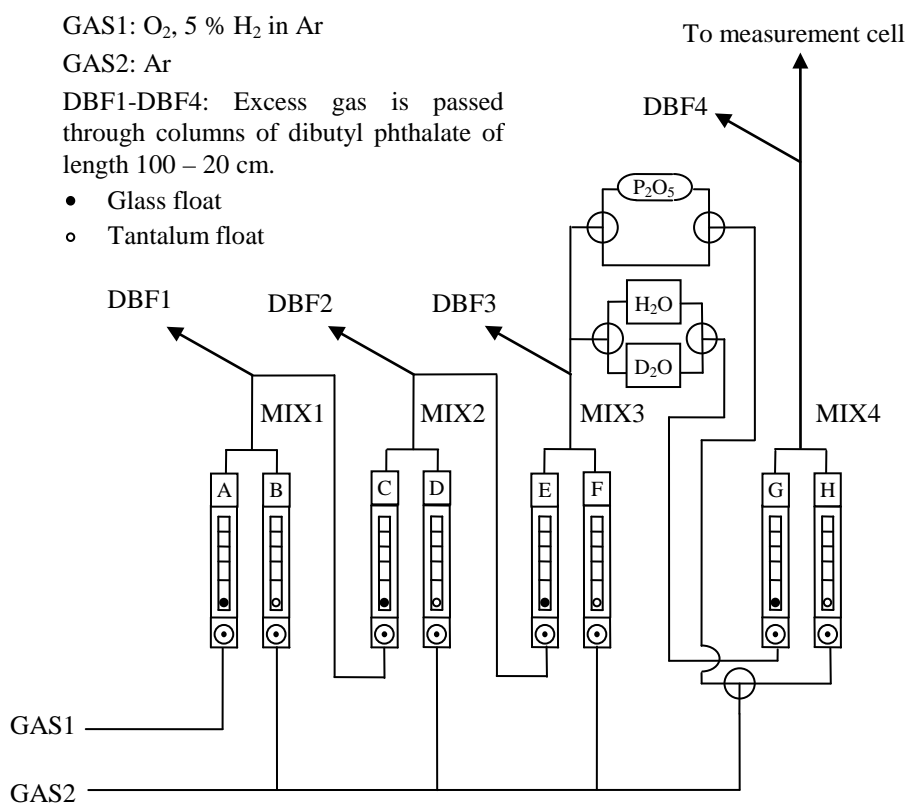 GAS1: O₂, 5 % H₂ in Ar
GAS2: Ar
DBF1-DBF4: Excess gas is passed
through columns of dibutyl phthalate of
length 100 – 20 cm.
• Glass float
∘ Tantalum float
To measurement cell
DBF4
P₂O₅
DBF1
DBF2
DBF3
H₂O
D₂O
MIX1
MIX2
MIX3
MIX4
A
B
C
D
E
F
G
H
GAS1
GAS2